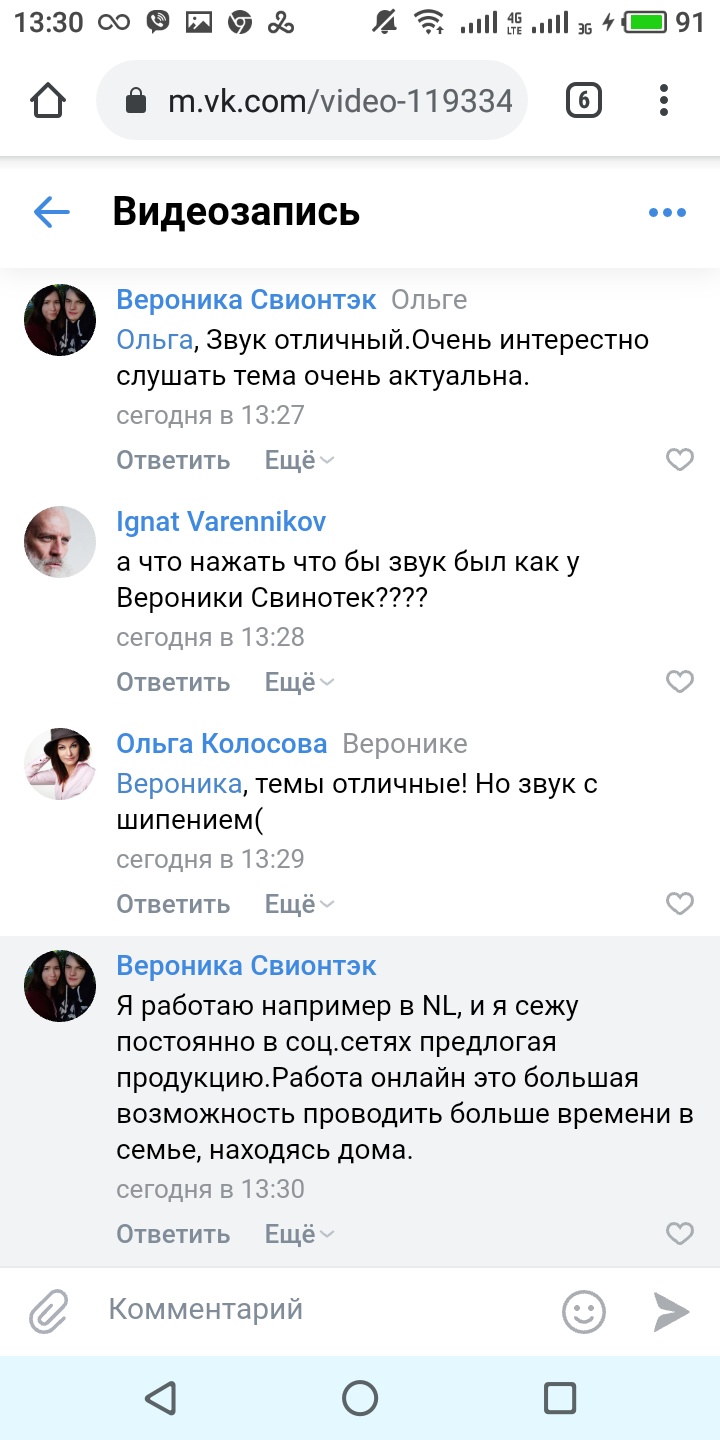 13:30
4G
LTE
3G
91
m.vk.com/video-119334
6
Видеозапись
Вероника Свионтэк Ольге
Ольга, Звук отличный.Очень интересно
слушать тема очень актуальна.
сегодня в 13:27
Ответить Ещё
Ignat Varennikov
а что нажать что бы звук был как у
Вероники Свинотек????
сегодня в 13:28
Ответить Ещё
Ольга Колосова Веронике
Вероника, темы отличные! Но звук с
шипением(
сегодня в 13:29
Ответить Ещё
Вероника Свионтэк
Я работаю например в NL, и я сежу
постоянно в соц.сетях предлогая
продукцию.Работа онлайн это большая
возможность проводить больше времени в
семье, находясь дома.
сегодня в 13:30
Ответить Ещё
Комментарий